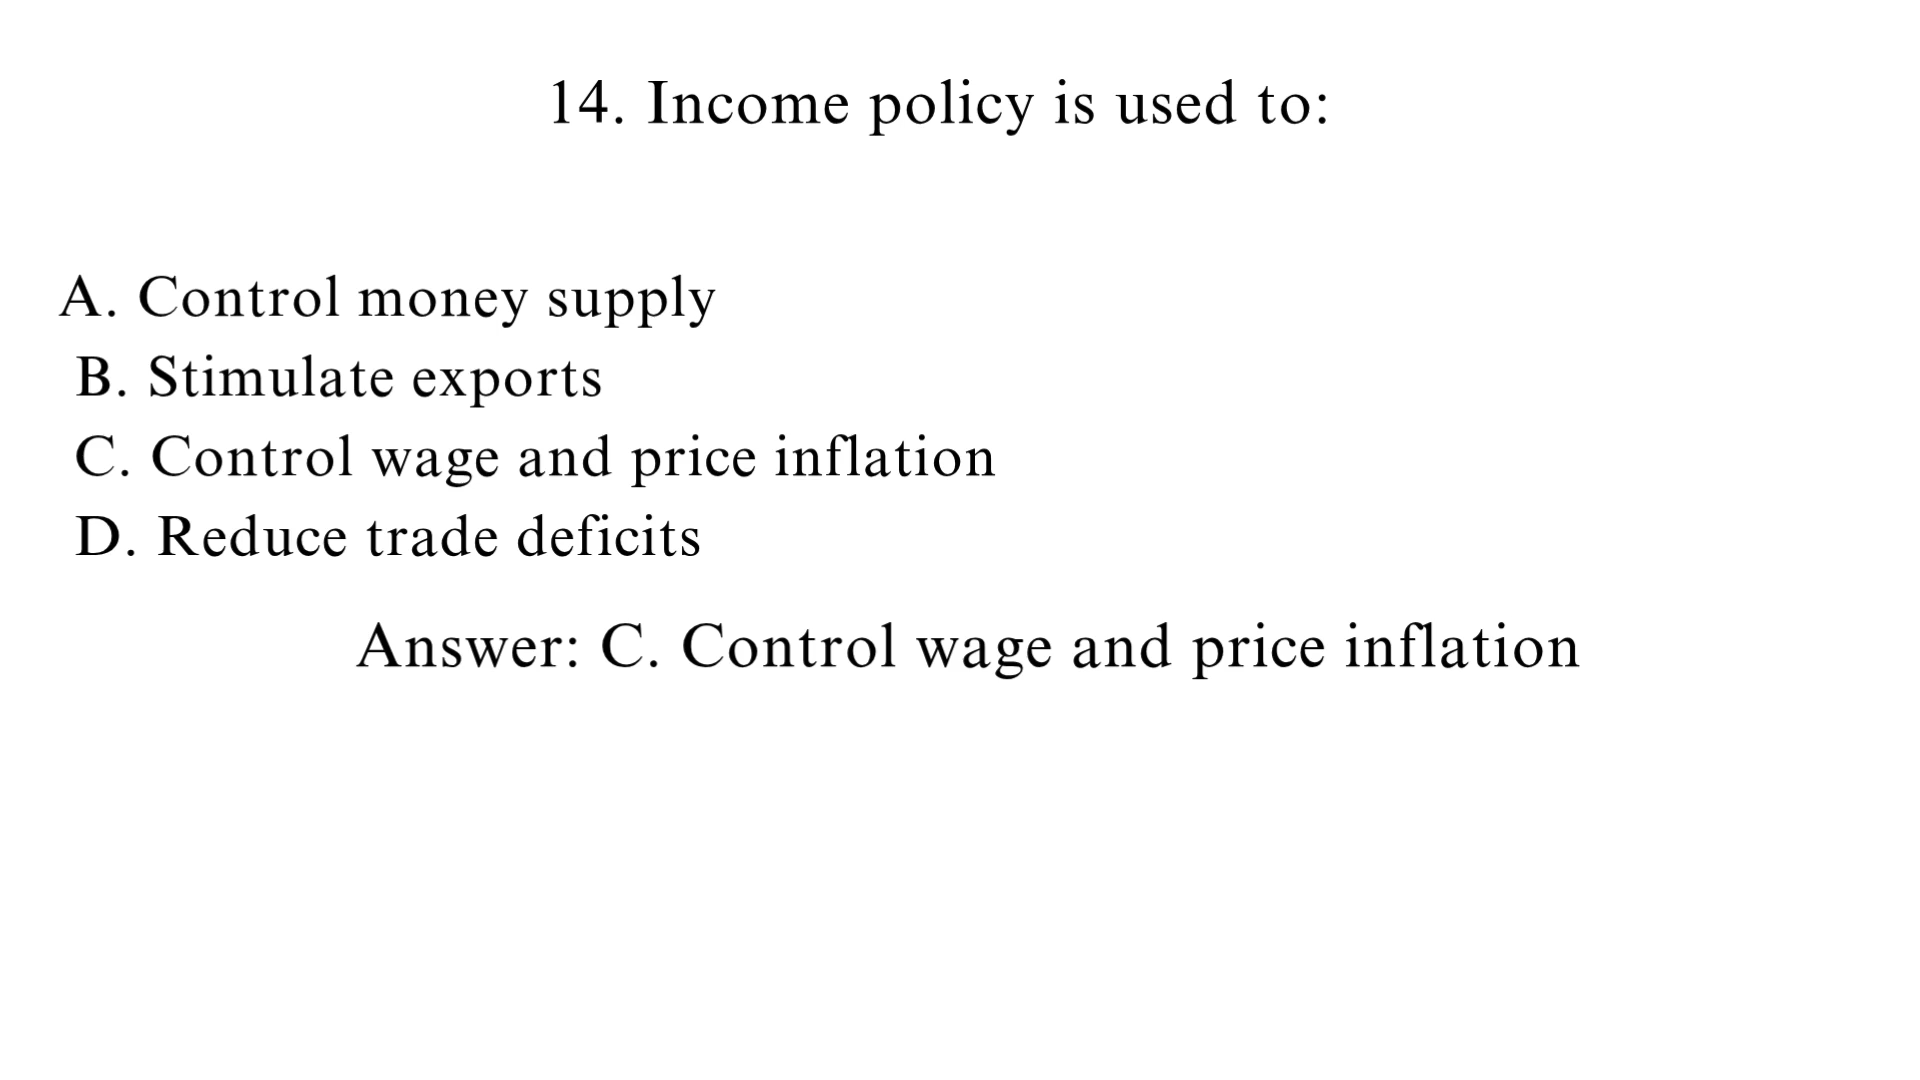 14. Income policy is used to:
A. Control money supply
B. Stimulate exports
C. Control wage and price inflation
D. Reduce trade deficits
Answer: C. Control wage and price inflation